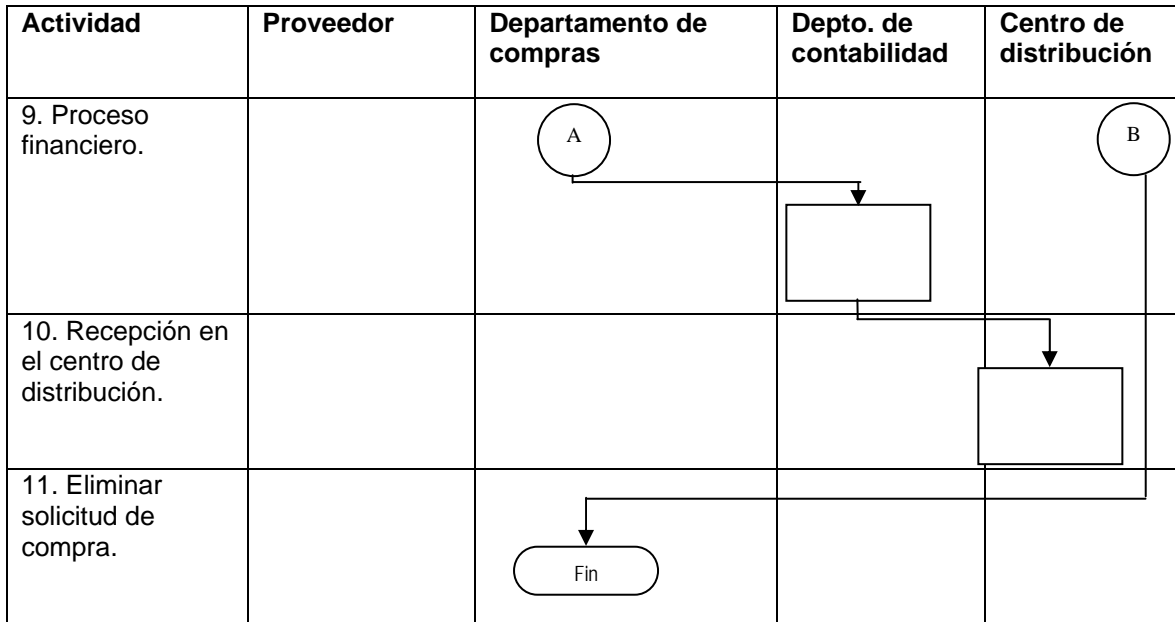 Actividad
Proveedor
Departamento de
compras
Depto. de
contabilidad
Centro de
distribución
9. Proceso
financiero.
A
B
10. Recepción en
el centro de
distribución.
11. Eliminar
solicitud de
compra.
Fin